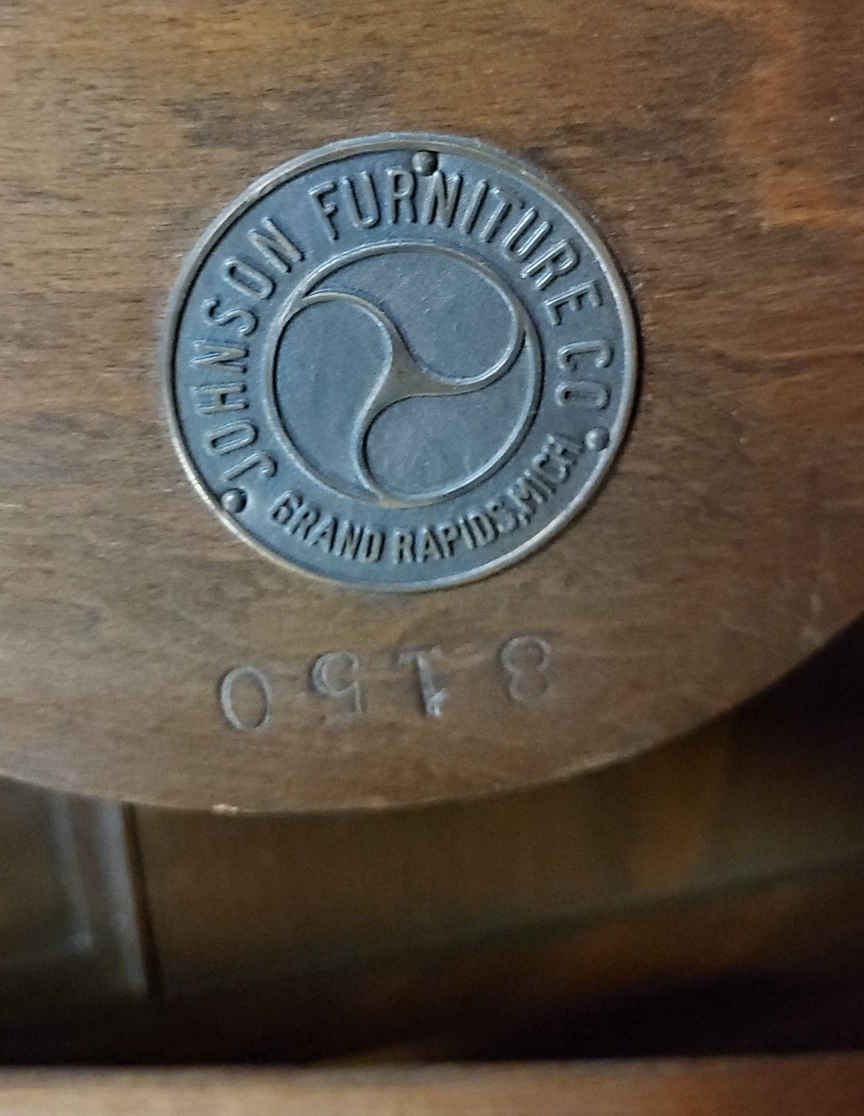 JOHNSON FURNITURE CO.
GRAND RAPIDS, MICH.
8150